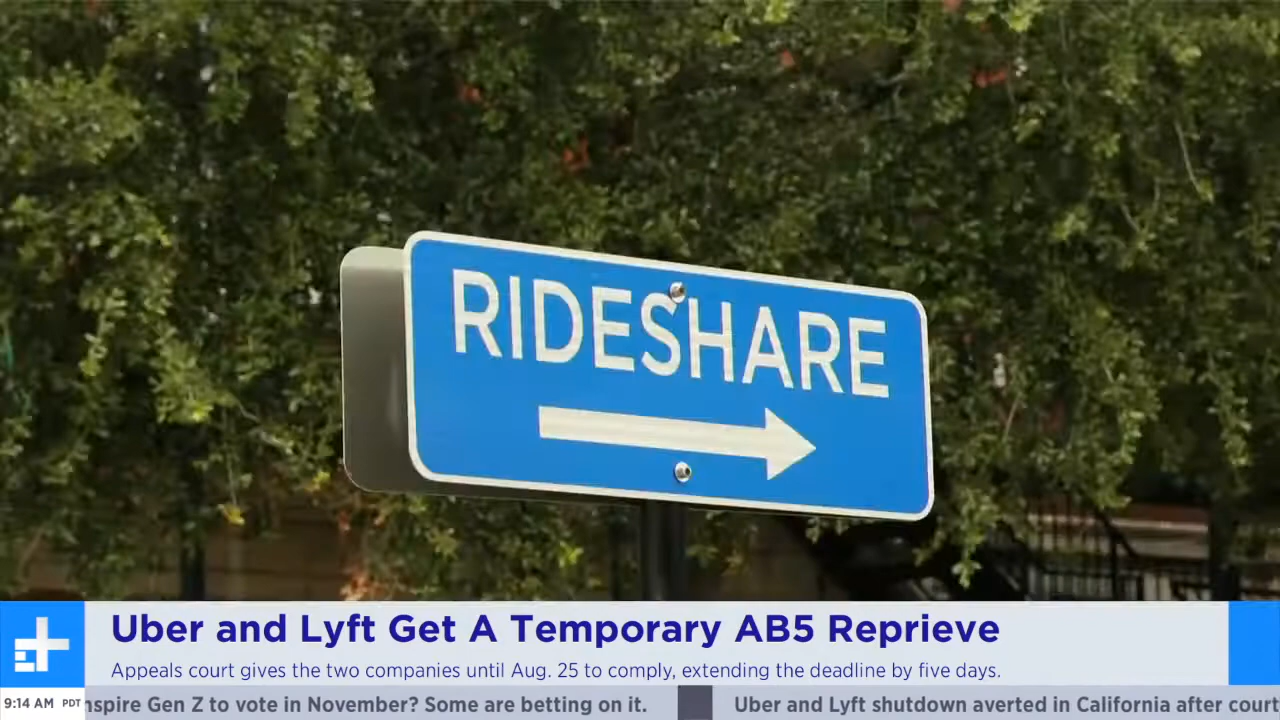 RIDESHARE
Uber and Lyft Get A Temporary AB5 Reprieve
Appeals court gives the two companies until Aug. 25 to comply, extending the deadline by five days.
9:14 AM PDT
nspire Gen Z to vote in November? Some are betting on it. Uber and Lyft shutdown averted in California after court